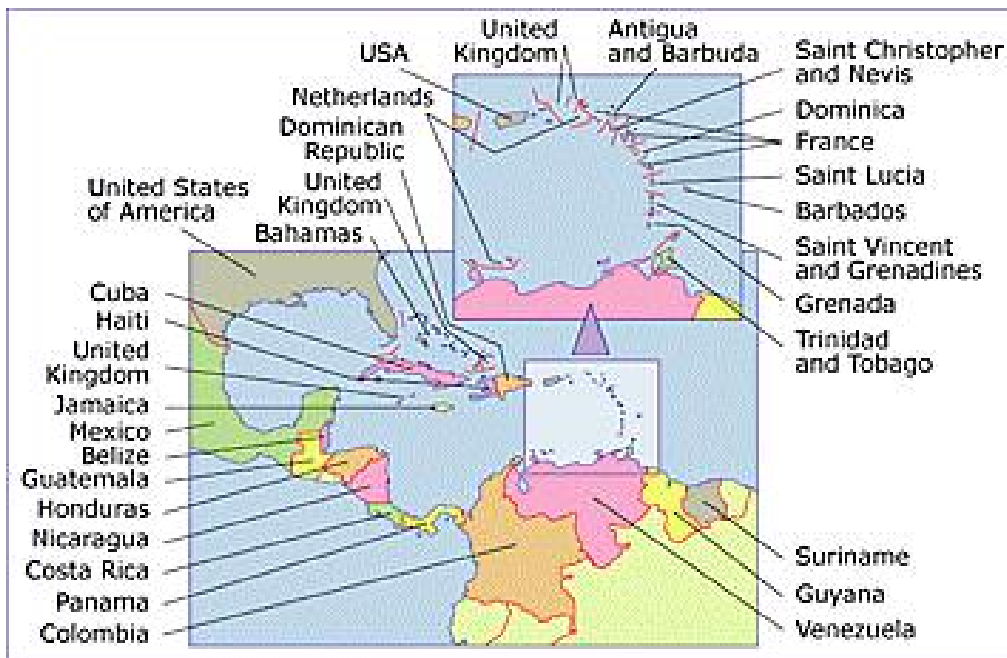 United
Kingdom
Antigua
and Barbuda
USA
Saint Christopher
and Nevis
Netherlands
Dominica
Dominican
Republic
France
United
Kingdom
Saint Lucia
United States
of America
Barbados
Bahamas
Saint Vincent
and Grenadines
Cuba
Grenada
Haiti
Trinidad
and Tobago
United
Kingdom
Jamaica
Mexico
Belize
Guatemala
Honduras
Nicaragua
Costa Rica
Panama
Colombia
Suriname
Guyana
Venezuela